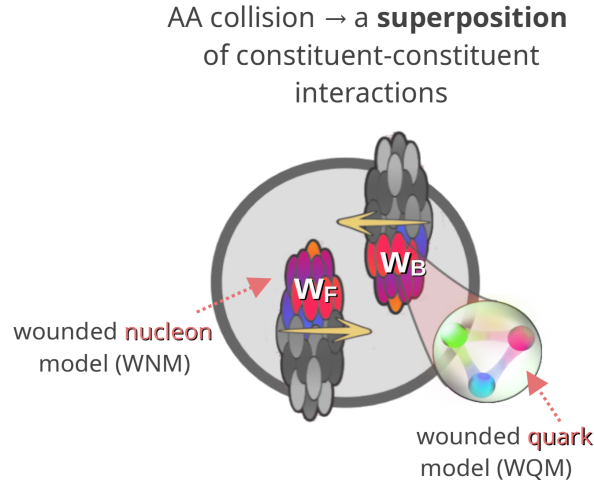 AA collision → a superposition
of constituent-constituent
interactions
WB
WF
wounded nucleon
model (WNM)
wounded quark
model (WQM)